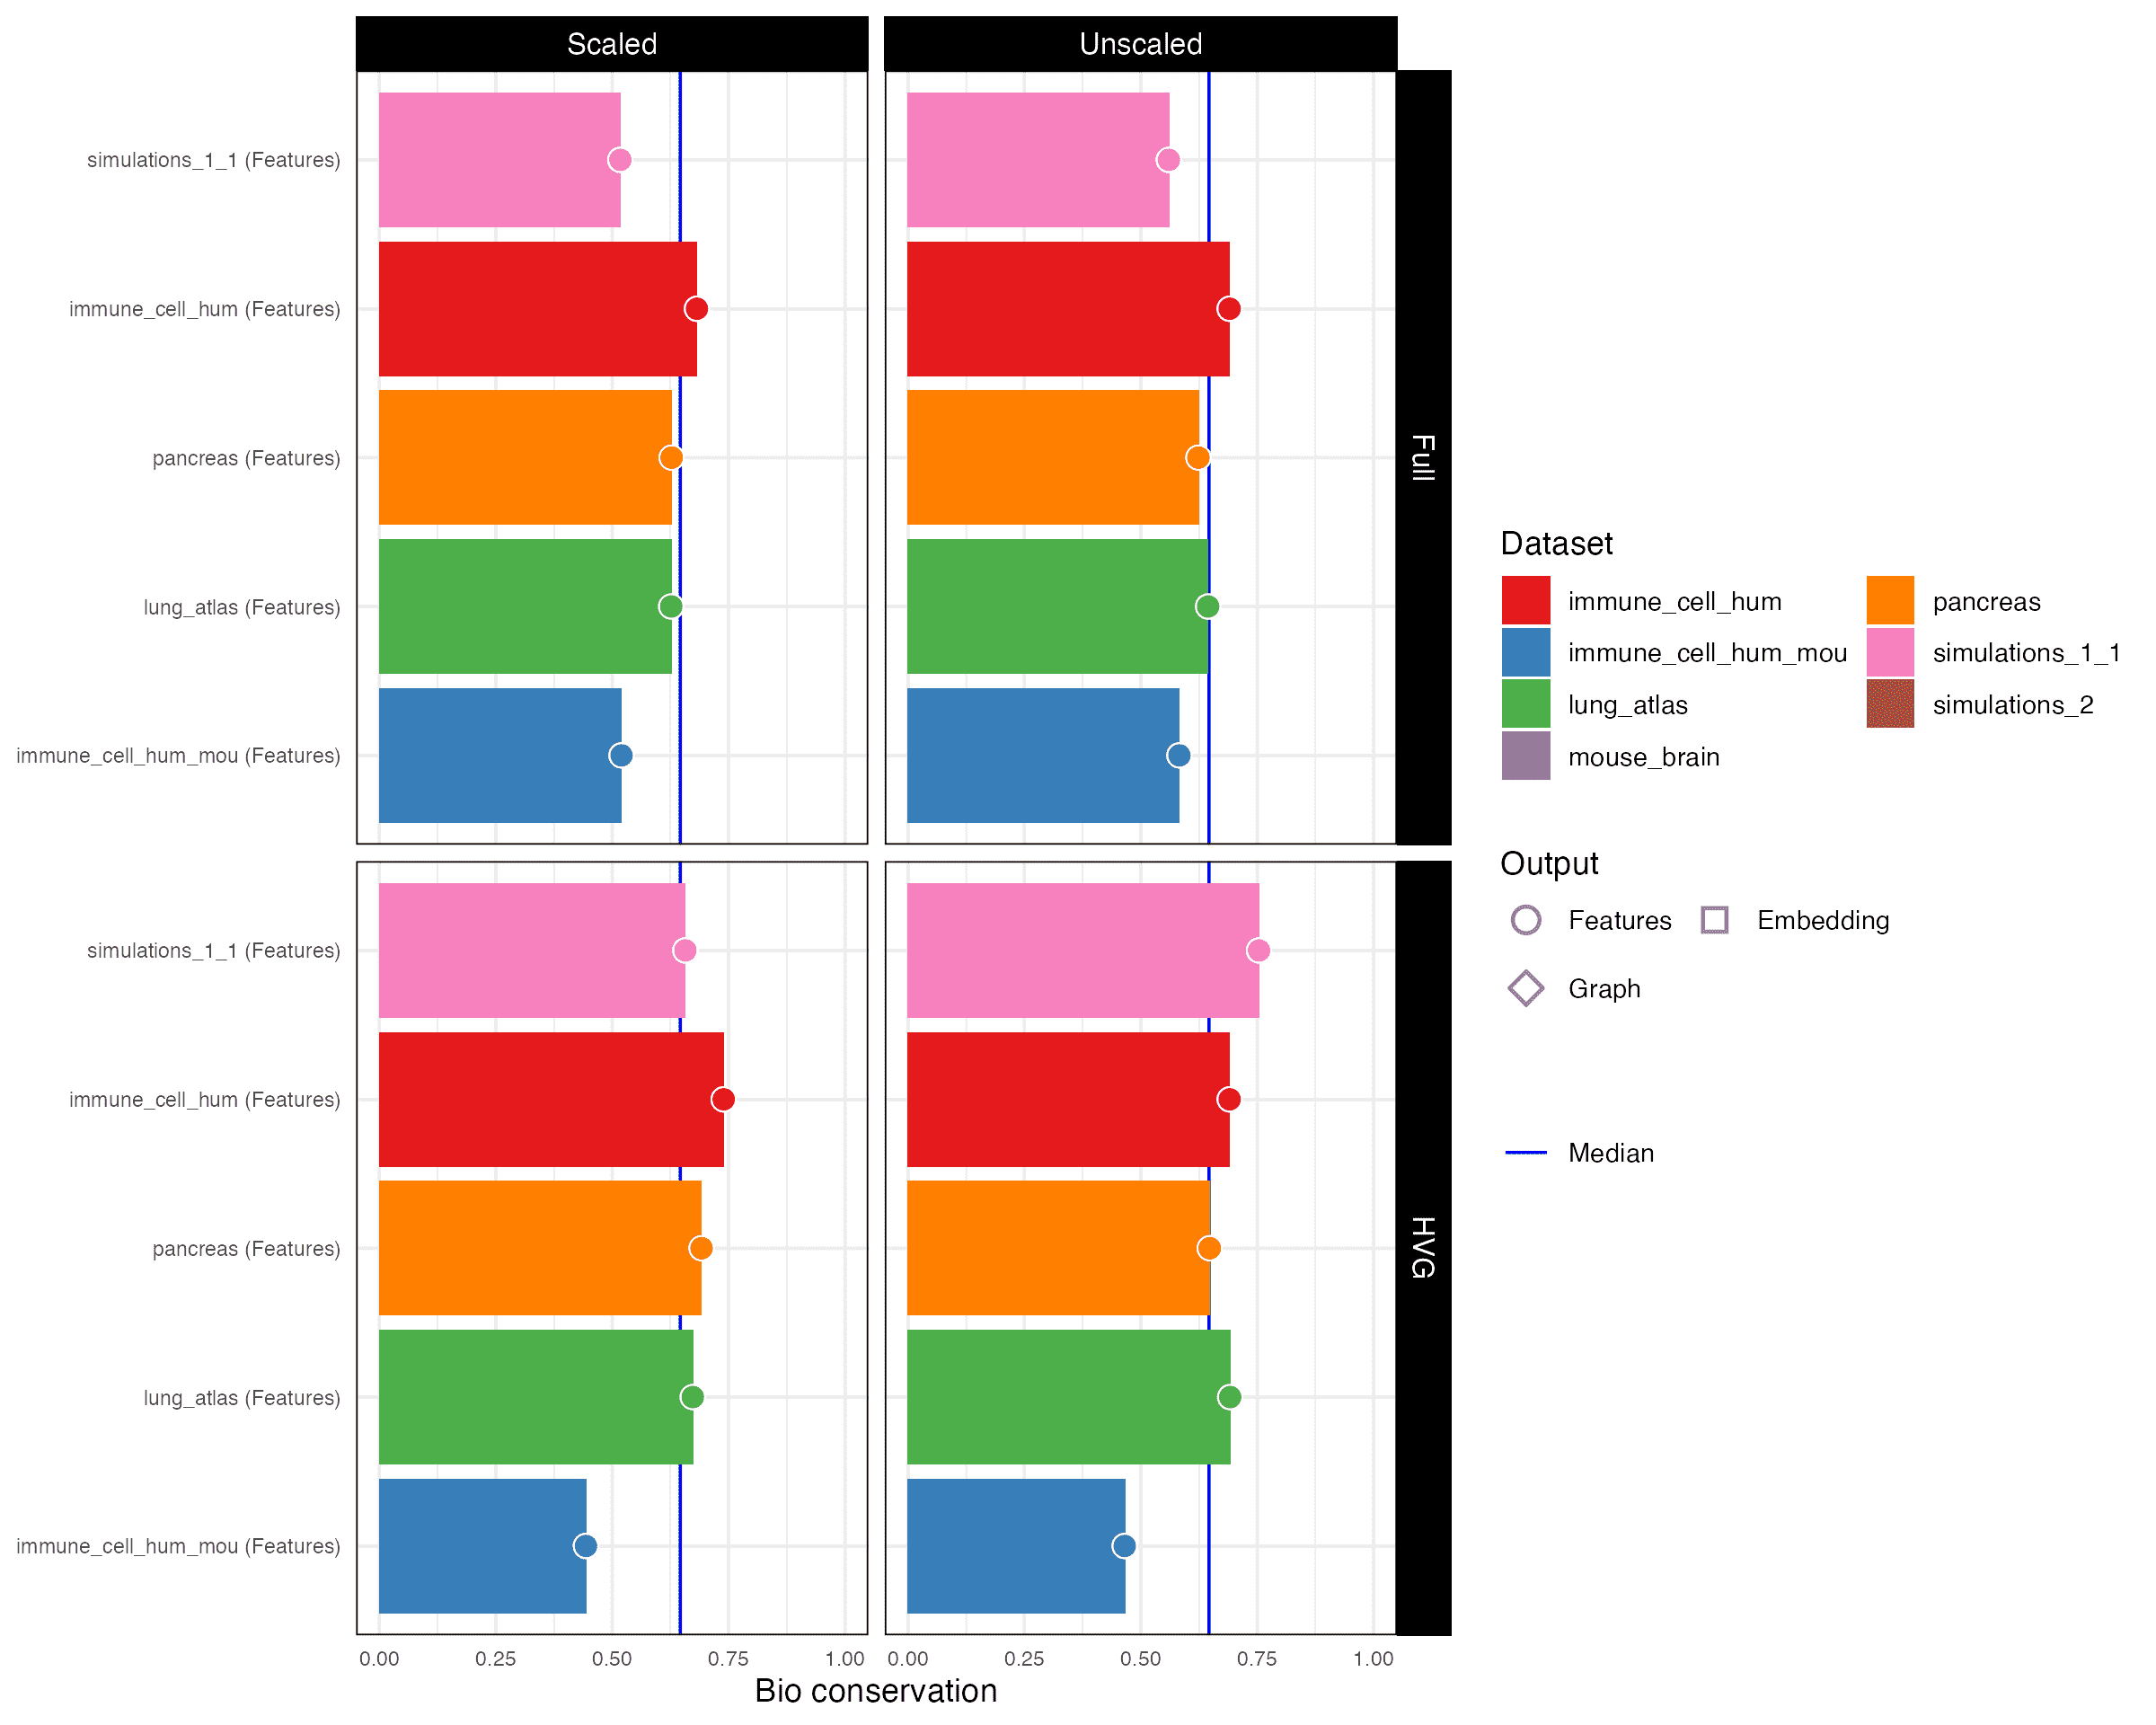 Scaled
Unscaled
simulations_1_1 (Features)
immune_cell_hum (Features)
pancreas (Features)
lung_atlas (Features)
immune_cell_hum_mou (Features)
Full
simulations_1_1 (Features)
immune_cell_hum (Features)
pancreas (Features)
lung_atlas (Features)
immune_cell_hum_mou (Features)
HVG
0.00 0.25 0.50 0.75 1.00
0.00 0.25 0.50 0.75 1.00
Bio conservation
Dataset
immune_cell_hum
immune_cell_hum_mou
lung_atlas
mouse_brain
pancreas
simulations_1_1
simulations_2
Output
Features
Embedding
Graph
Median